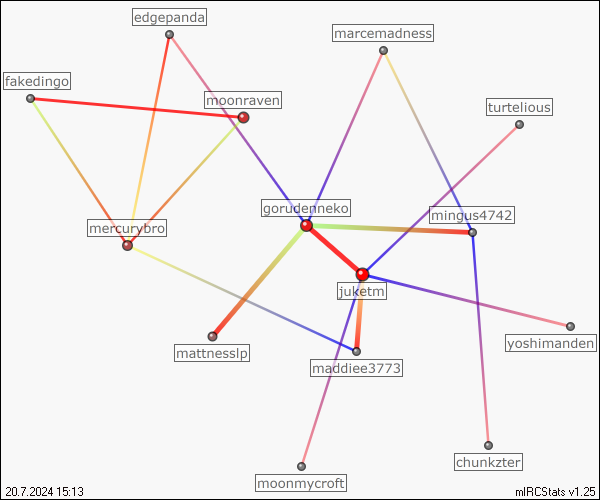 edgepanda
marcemadness
fakedingo
moonraven
turtelious
gorudenneko
mingus4742
mercurybro
juketm
yoshimanden
mattnesslp
maddiee3773
chunkzter
moonmycroft
20.7.2024 15:13
mIRCStats v1.25